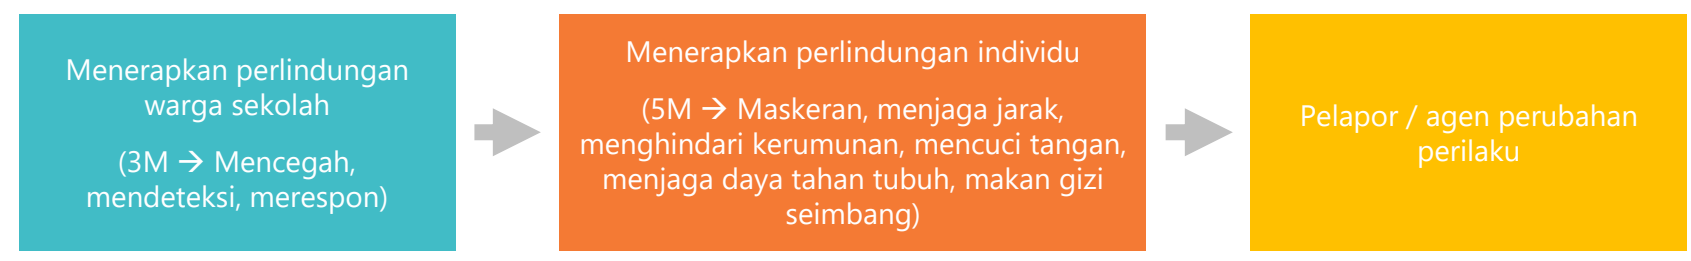 Menerapkan perlindungan
warga sekolah
(3M → Mencegah,
mendeteksi, merespon)
Menerapkan perlindungan individu
(5M → Maskeran, menjaga jarak,
menghindari kerumunan, mencuci tangan,
menjaga daya tahan tubuh, makan gizi
seimbang)
Pelapor / agen perubahan
perilaku